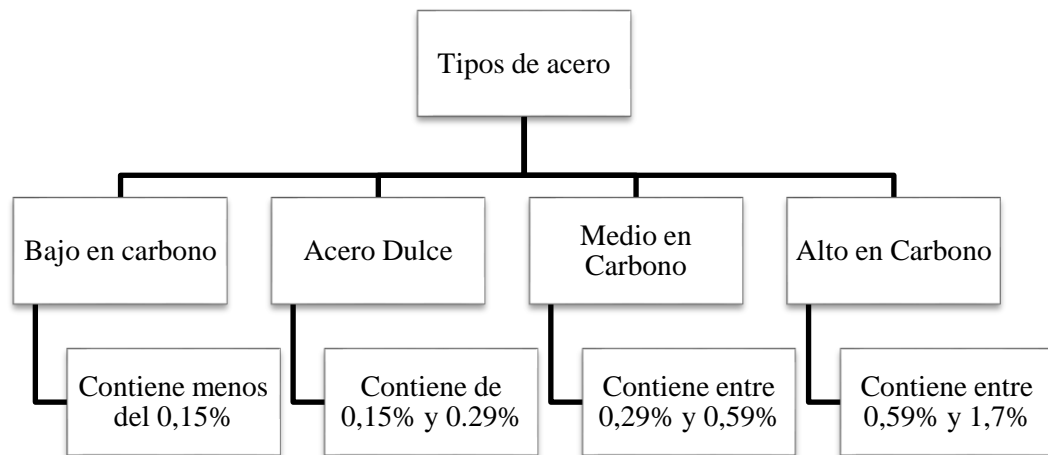 Tipos de acero
Bajo en carbono
Acero Dulce
Medio en
Carbono
Alto en Carbono
Contiene menos
del 0,15%
Contiene de
0,15% y 0.29%
Contiene entre
0,29% y 0,59%
Contiene entre
0,59% y 1,7%